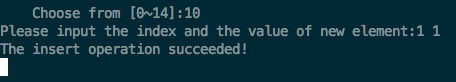 Choose from [0~14]:10
Please input the index and the value of new element:1 1
The insert operation succeeded!